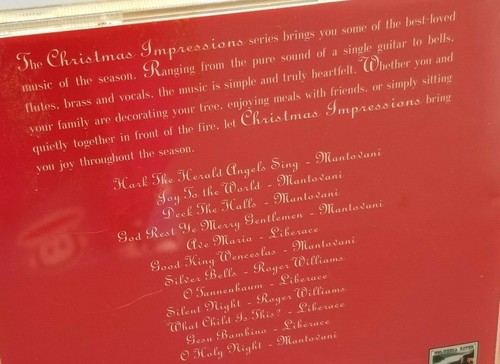 The Christmas Impressions series brings you some of the best-loved
music of the season. Ranging from the pure sound of a single guitar to bells,
flutes, brass and vocals, the music is simple and truly heartfelt. Whether you and
your family are decorating your tree, enjoying meals with friends, or simply sitting
quietly together in front of the fire, let Christmas Impressions bring
you joy throughout the season.
Hark The Herald Angels Sing - Mantovani
Joy To the World - Mantovani
Deck The Halls - Mantovani
God Rest Ye Merry Gentlemen - Mantovani
Ave Maria - Liberace
Good King Wenceslas - Mantovani
Silver Bells - Roger Williams
O Tannenbaum - Liberace
Silent Night - Roger Williams
What Child Is This? - Liberace
Gesu Bambino - Liberace
O Holy Night - Mantovani